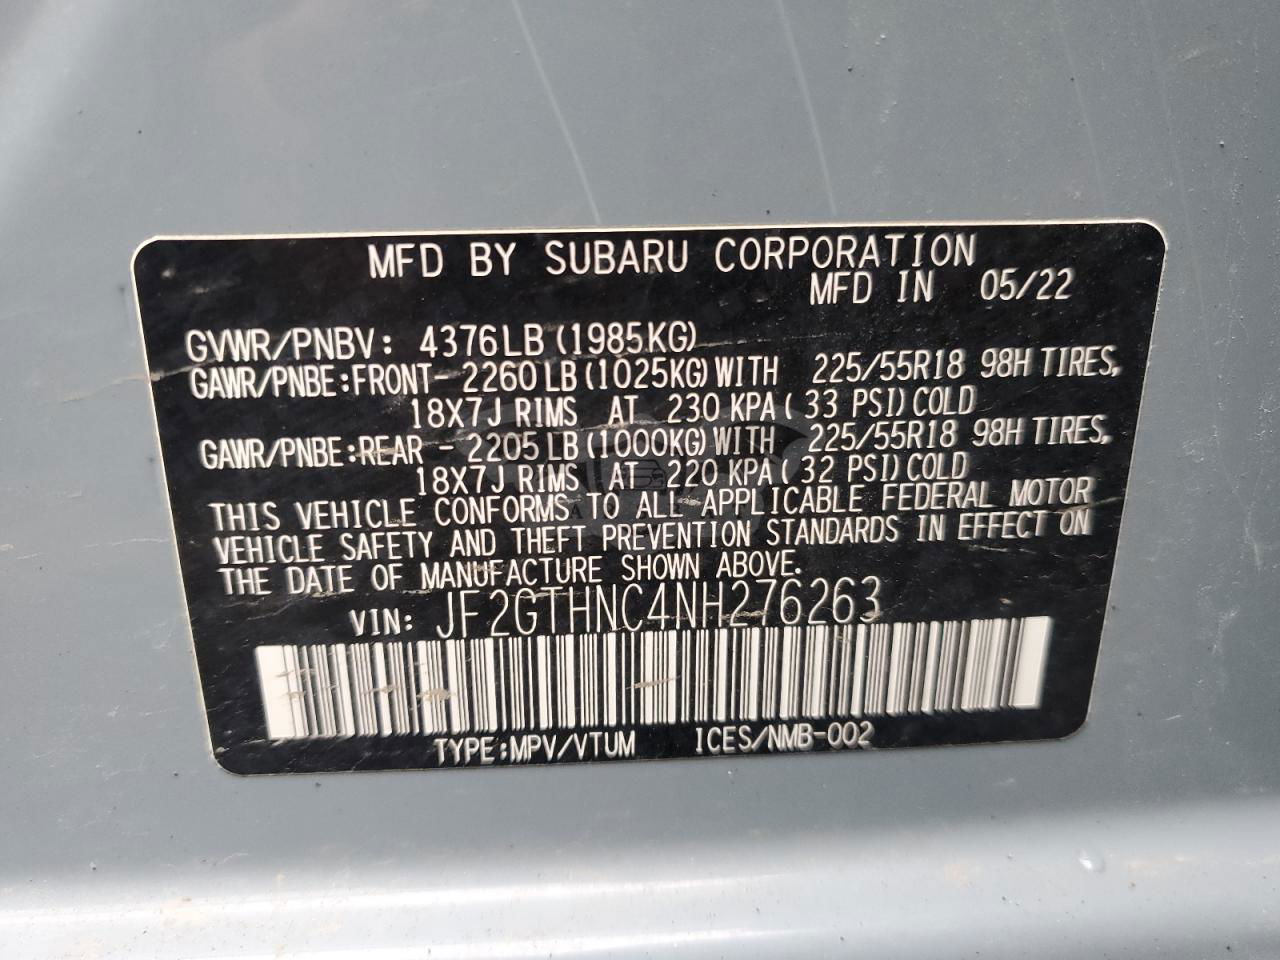 MFD BY SUBARU CORPORATION
MFD IN 05/22
GVWR/PNBV: 4376LB (1985KG)
GAWR/PNBE:FRONT- 2260 LB (1025KG) WITH 225/55R18 98H TIRES,
18X7J RIMS AT 230 KPA ( 33 PSI) COLD
GAWR/PNBE:REAR - 2205 LB (1000KG) WITH 225/55R18 98H TIRES,
18X7J RIMS AT 220 KPA ( 32 PSI) COLD
THIS VEHICLE CONFORMS TO ALL APPLICABLE FEDERAL MOTOR
VEHICLE SAFETY AND THEFT PREVENTION STANDARDS IN EFFECT ON
THE DATE OF MANUFACTURE SHOWN ABOVE.
VIN: JF2GTHNC4NH276263
TYPE:MPV/VTUM ICES/NMB-002